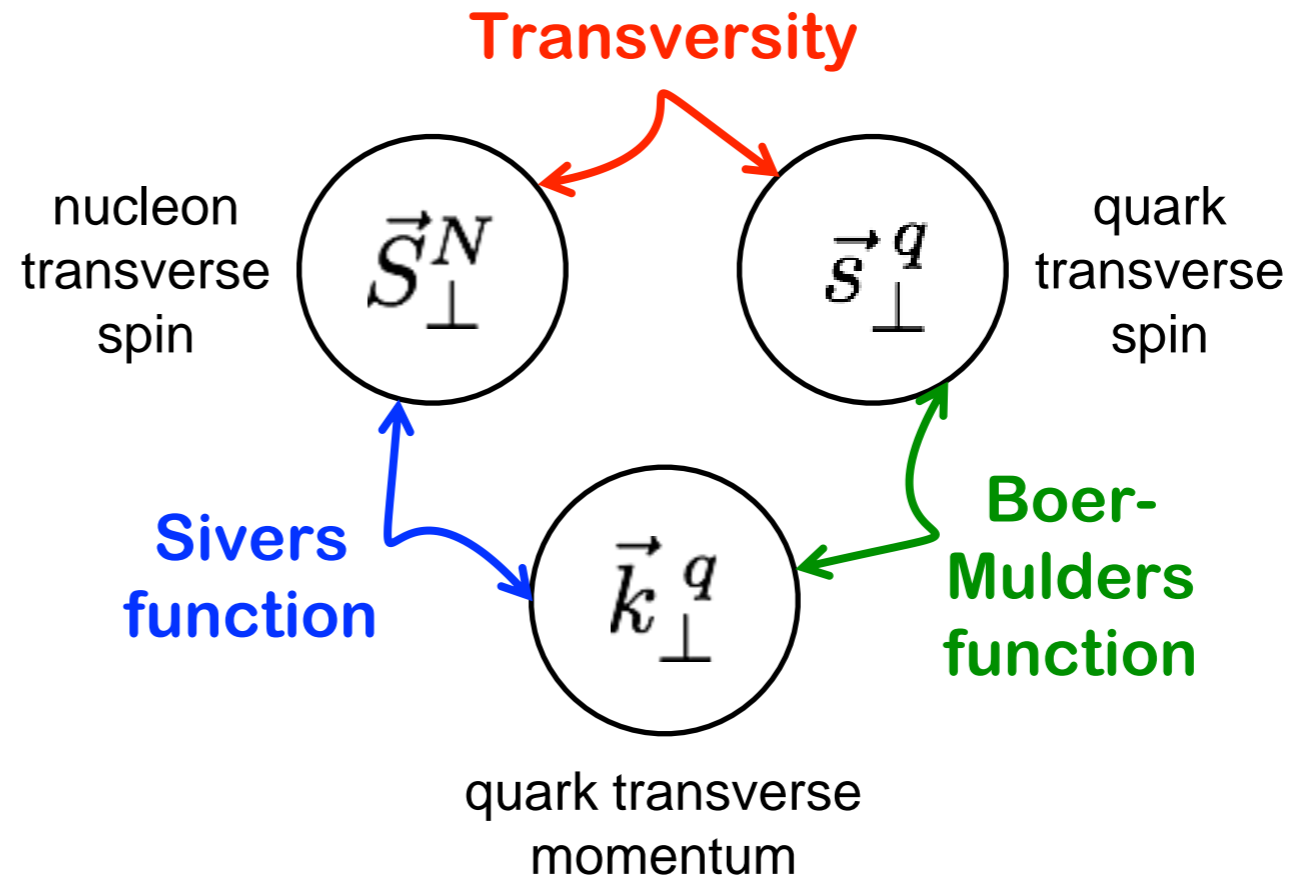 Transversity
nucleon
transverse
spin
$\vec{S}_{\perp}^{N}$
$\vec{s}_{\perp}^{\,q}$
quark
transverse
spin
Sivers
function
$\vec{k}_{\perp}^{\,q}$
Boer-
Mulders
function
quark transverse
momentum